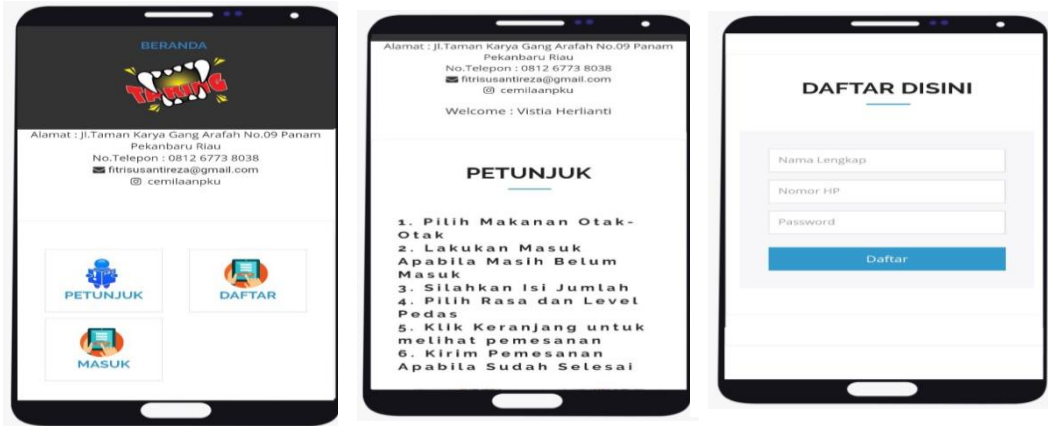 BERANDA
TARING
Alamat : Jl.Taman Karya Gang Arafah No.09 Panam
Pekanbaru Riau
No.Telepon : 0812 6773 8038
fitrisusantireza@gmail.com
cemilaanpku
PETUNJUK
DAFTAR
MASUK
Alamat : Jl.Taman Karya Gang Arafah No.09 Panam
Pekanbaru Riau
No.Telepon : 0812 6773 8038
fitrisusantireza@gmail.com
cemilaanpku
Welcome : Vistia Herlianti
PETUNJUK
1. Pilih Makanan Otak-
Otak
2. Lakukan Masuk
Apabila Masih Belum
Masuk
3. Silahkan Isi Jumlah
4. Pilih Rasa dan Level
Pedas
5. Klik Keranjang untuk
melihat pemesanan
6. Kirim Pemesanan
Apabila Sudah Selesai
DAFTAR DISINI
Nama Lengkap
Nomor HP
Password
Daftar